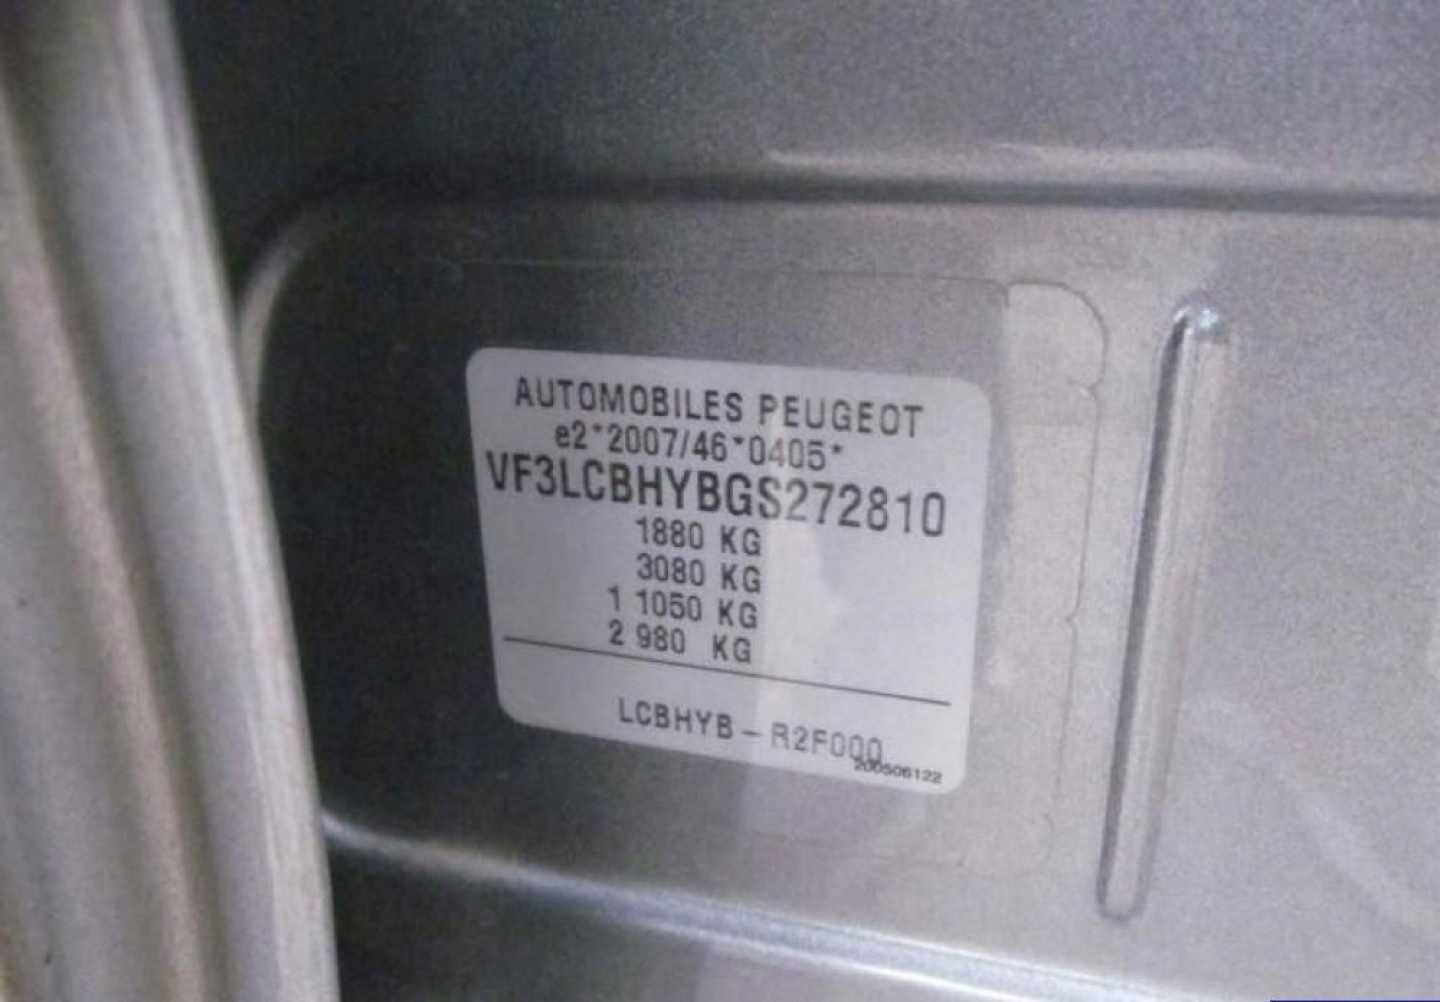 AUTOMOBILES PEUGEOT
e2*2007/46*0405*
VF3LCBHYBGS272810
1880 KG
3080 KG
1 1050 KG
2 980 KG
LCBHYB - R2F000
200506122